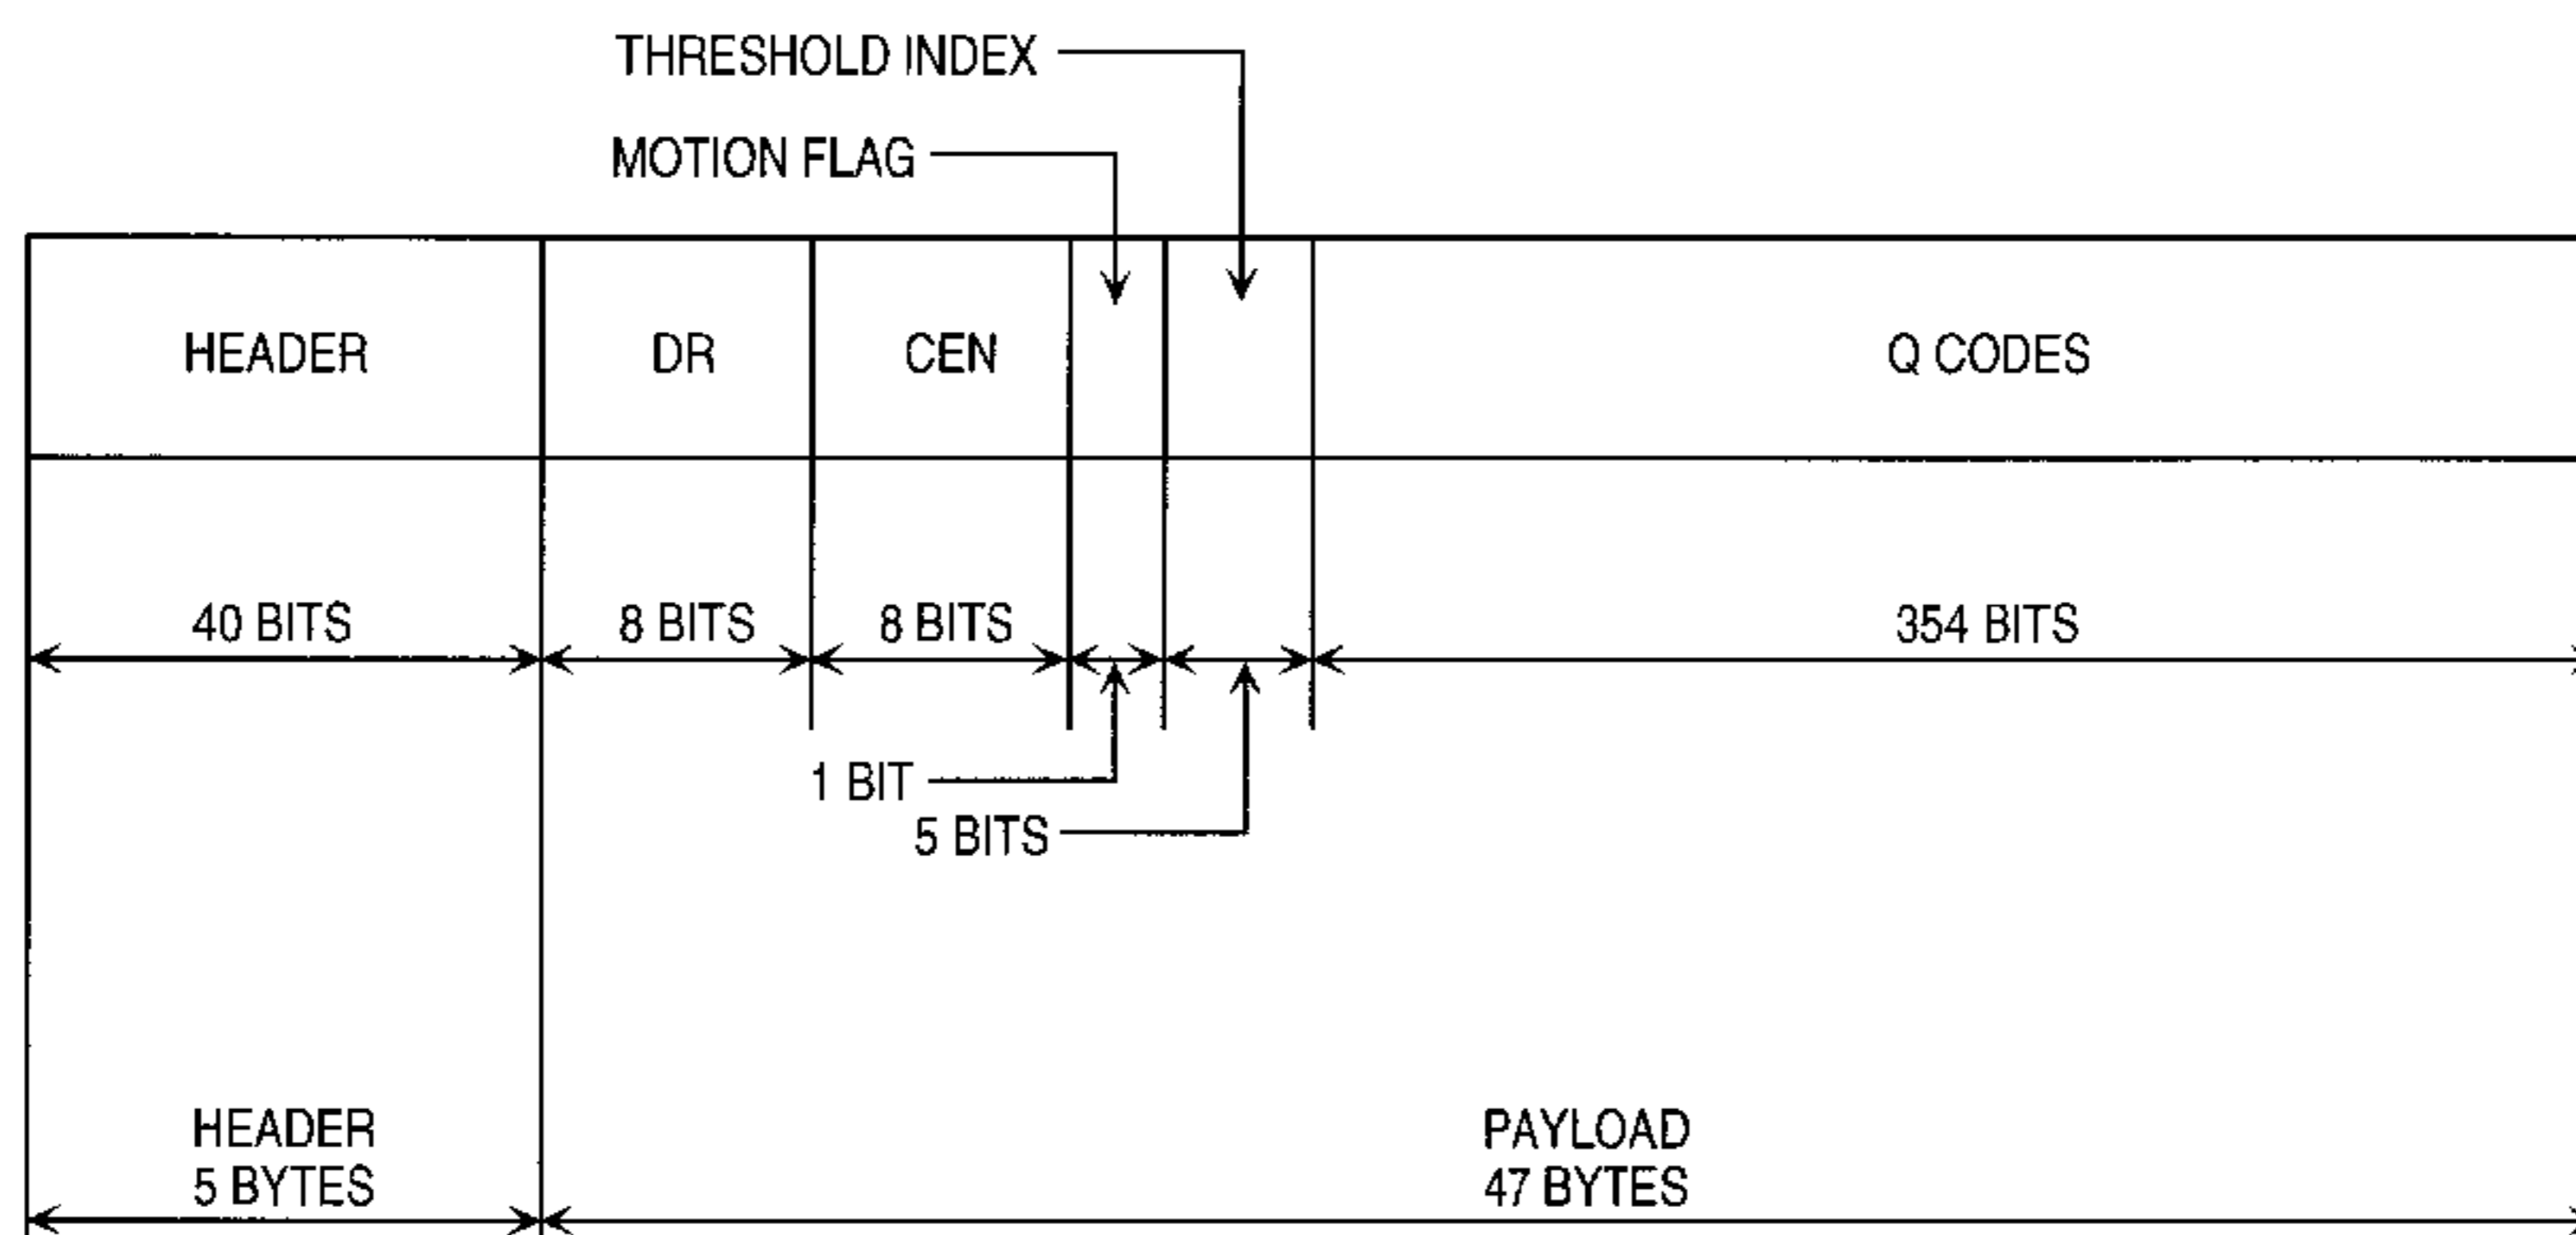 THRESHOLD INDEX
MOTION FLAG
HEADER
DR
CEN
Q CODES
40 BITS
8 BITS
8 BITS
354 BITS
1 BIT
5 BITS
HEADER
5 BYTES
PAYLOAD
47 BYTES